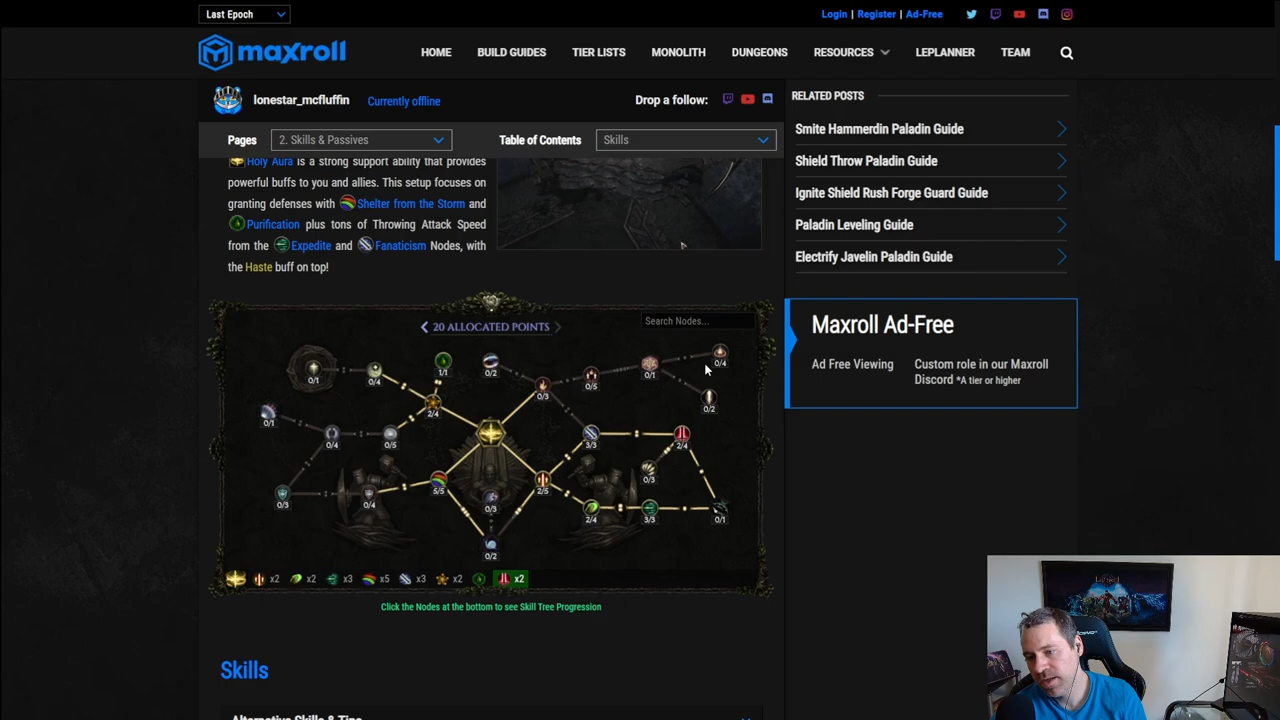 Last Epoch
Login | Register | Ad-Free
maxroll
HOME BUILD GUIDES TIER LISTS MONOLITH DUNGEONS RESOURCES LEPLANNER TEAM
lonestar_mcfluffin Currently offline
Drop a follow:
Pages 2. Skills & Passives Table of Contents Skills
Holy Aura is a strong support ability that provides
powerful buffs to you and allies. This setup focuses on
granting defenses with Shelter from the Storm and
Purification plus tons of Throwing Attack Speed
from the Expedite and Fanaticism Nodes, with
the Haste buff on top!
20 ALLOCATED POINTS
Search Nodes...
0/1 0/4 1/1 0/2 0/3 0/5 0/1 0/4
0/1 2/4 0/2
0/4 0/5 3/3 2/4
0/3 0/4 5/5 0/3 2/5 0/3
2/4 3/3 0/1
0/2
x2 x2 x3 x5 x3 x2 x2
Click the Nodes at the bottom to see Skill Tree Progression
Skills
Alternative Skills & Tips
RELATED POSTS
Smite Hammerdin Paladin Guide
Shield Throw Paladin Guide
Ignite Shield Rush Forge Guard Guide
Paladin Leveling Guide
Electrify Javelin Paladin Guide
Maxroll Ad-Free
Ad Free Viewing
Custom role in our Maxroll
Discord *A tier or higher